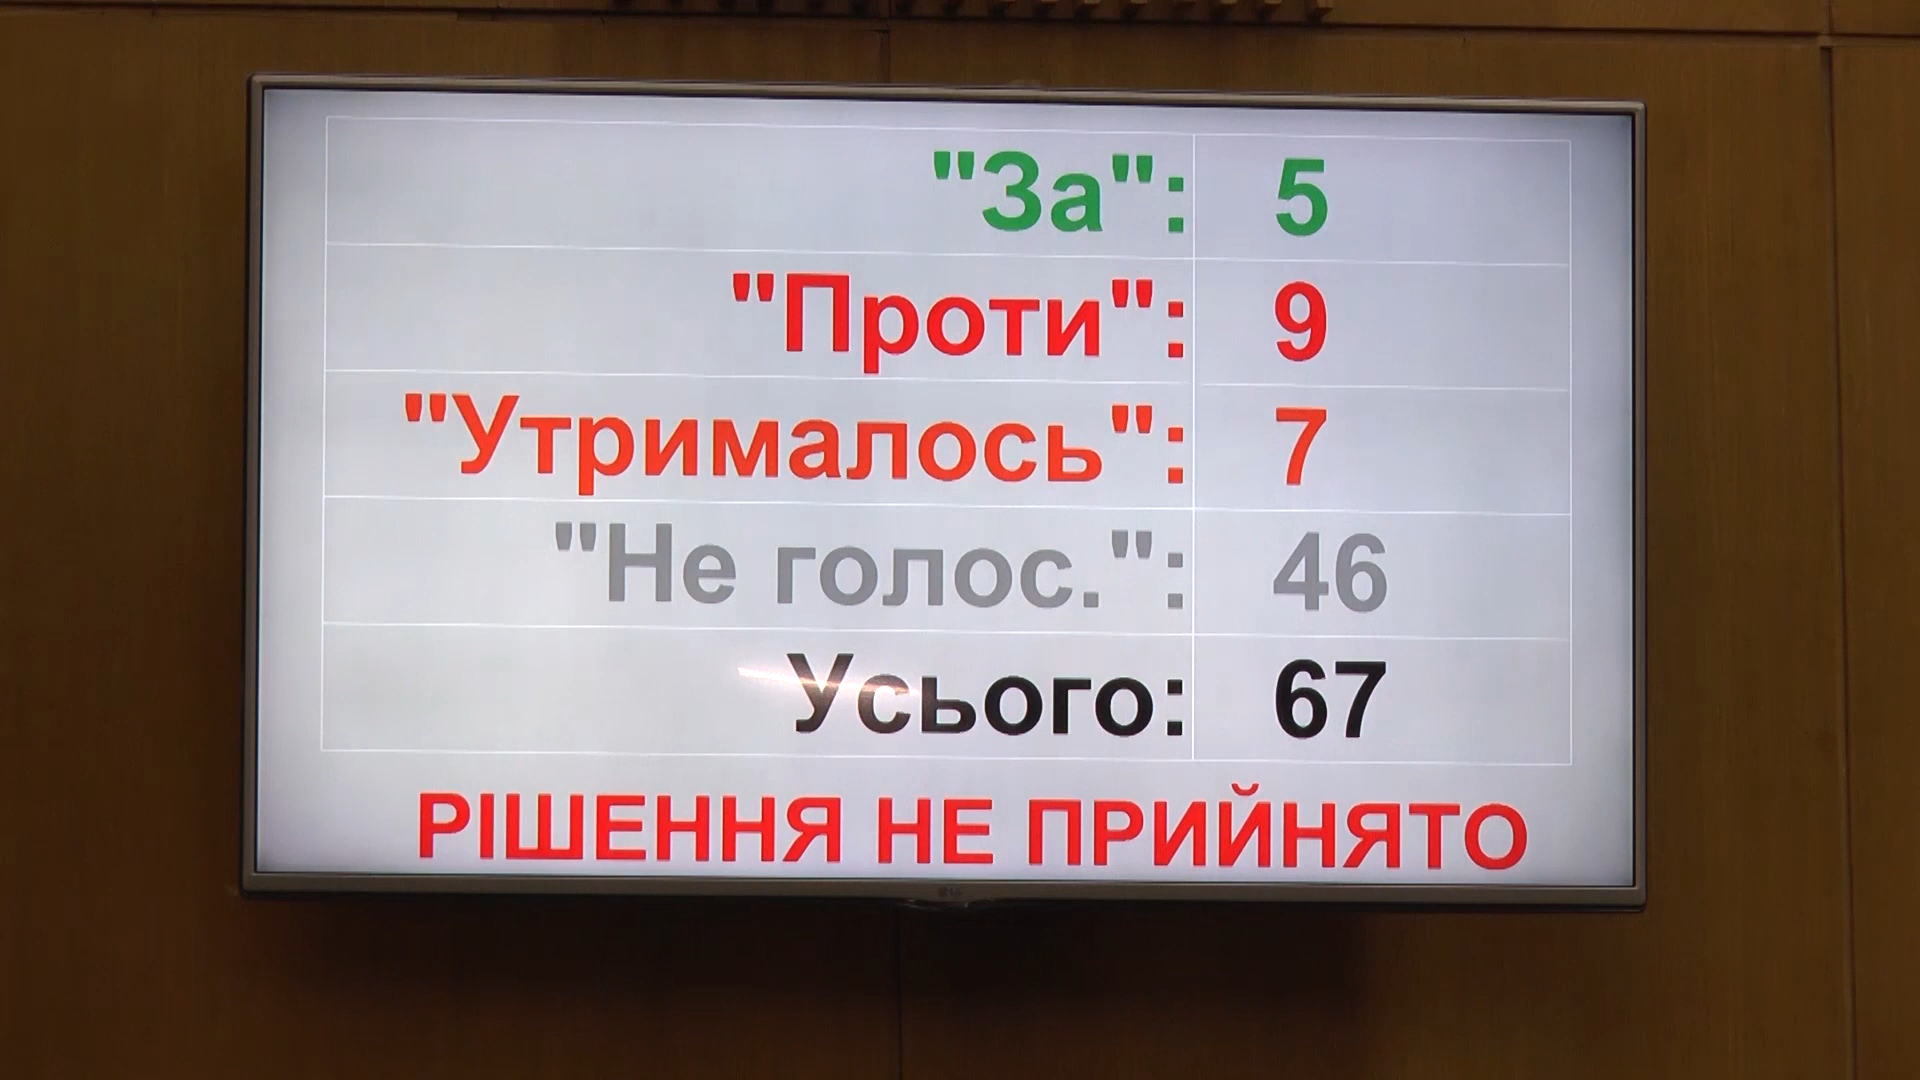 "За": 5
"Проти": 9
"Утрималось": 7
"Не голос.": 46
Усього: 67
РІШЕННЯ НЕ ПРИЙНЯТО